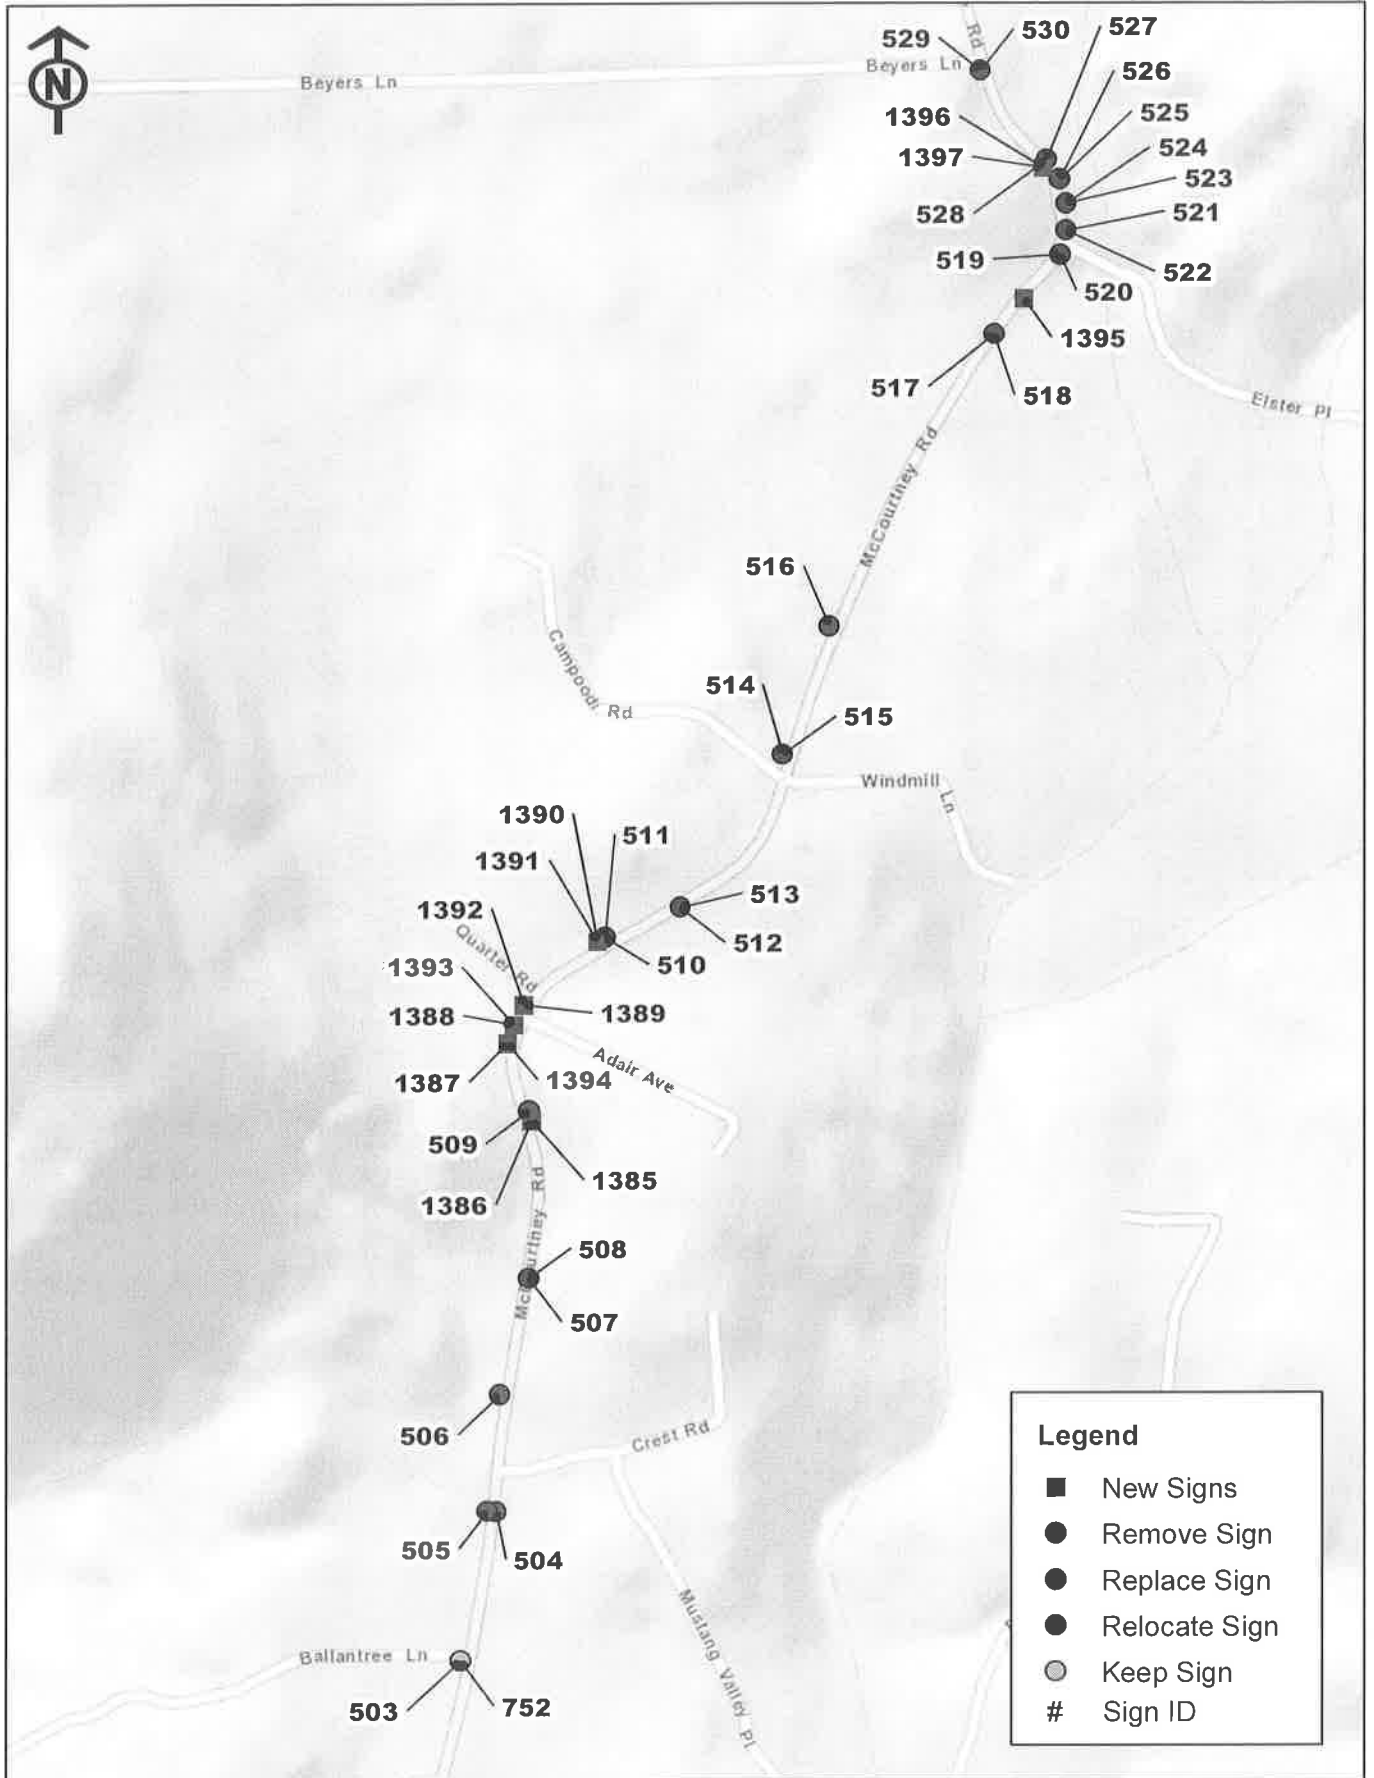 N
Rd
530
527
529
Beyers Ln
Beyers Ln
526
1396
525
1397
524
523
528
521
519
522
520
1395
517
518
Elster Pl
McCourtney Rd
516
Campoodi Rd
514
515
Windmill Ln
1390
511
1391
513
1392
512
Quarter Rd
510
1393
1388
1389
Adair Ave
1387
1394
509
1385
1386
McCourtney Rd
508
507
506
Crest Rd
505
504
Mustang Valley Pl
Ballantree Ln
503
752
Legend
New Signs
Remove Sign
Replace Sign
Relocate Sign
Keep Sign
# Sign ID